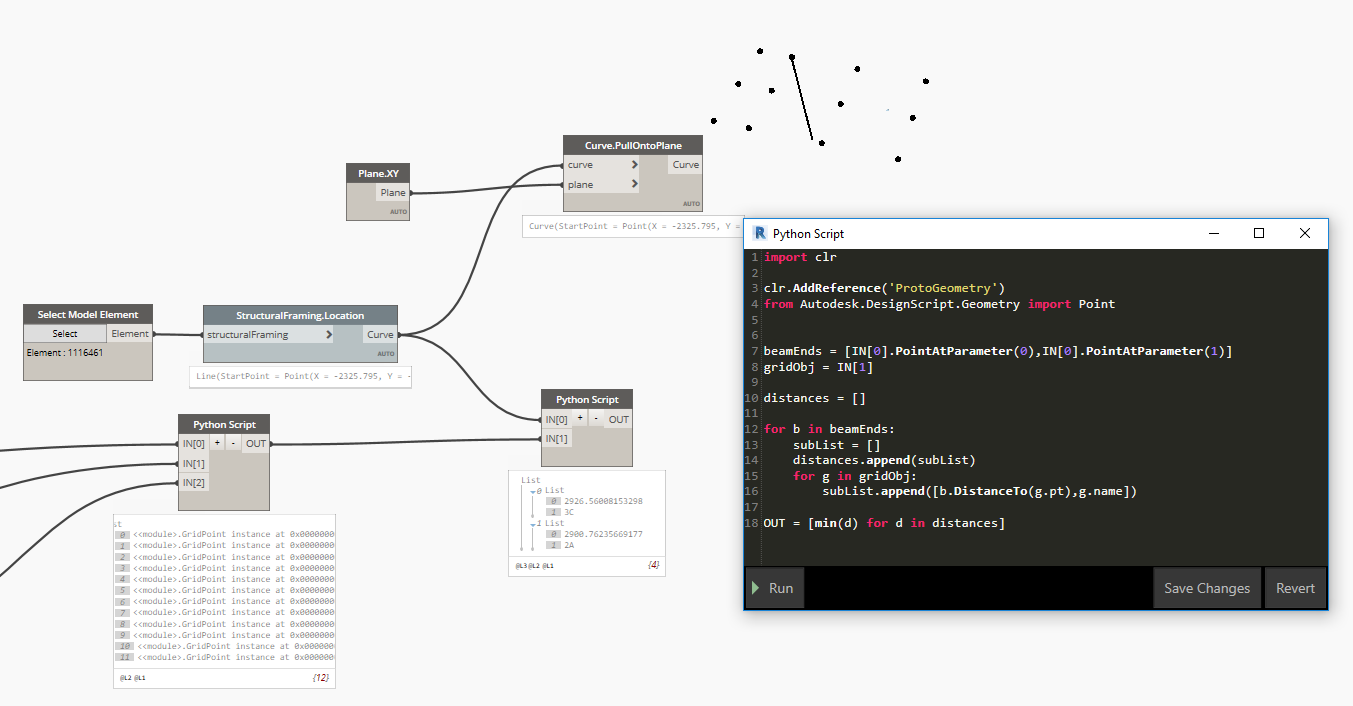 Curve.PullOntoPlane
curve > Curve
plane >
AUTO
Curve(StartPoint = Point(X = -2325.795, Y =
Plane.XY
Plane
AUTO
Select Model Element
Select Element
Element : 1116461
StructuralFraming.Location
structuralFraming > Curve
AUTO
Line(StartPoint = Point(X = -2325.795, Y = -
Python Script
IN[0] + - OUT
IN[1]
IN[2]
st
0 <<module>.GridPoint instance at 0x0000000
1 <<module>.GridPoint instance at 0x0000000
2 <<module>.GridPoint instance at 0x0000000
3 <<module>.GridPoint instance at 0x0000000
4 <<module>.GridPoint instance at 0x0000000
5 <<module>.GridPoint instance at 0x0000000
6 <<module>.GridPoint instance at 0x0000000
7 <<module>.GridPoint instance at 0x0000000
8 <<module>.GridPoint instance at 0x0000000
9 <<module>.GridPoint instance at 0x0000000
10 <<module>.GridPoint instance at 0x000000
11 <<module>.GridPoint instance at 0x000000
@L2 @L1 {12}
Python Script
IN[0] + - OUT
IN[1]
List
0 List
0 2926.56008153298
1 3C
1 List
0 2900.76235669177
1 2A
@L3 @L2 @L1 {4}
R Python Script
1 import clr
2
3 clr.AddReference('ProtoGeometry')
4 from Autodesk.DesignScript.Geometry import Point
5
6
7 beamEnds = [IN[0].PointAtParameter(0),IN[0].PointAtParameter(1)]
8 gridObj = IN[1]
9
10 distances = []
11
12 for b in beamEnds:
13 subList = []
14 distances.append(subList)
15 for g in gridObj:
16 subList.append([b.DistanceTo(g.pt),g.name])
17
18 OUT = [min(d) for d in distances]
Run Save Changes Revert